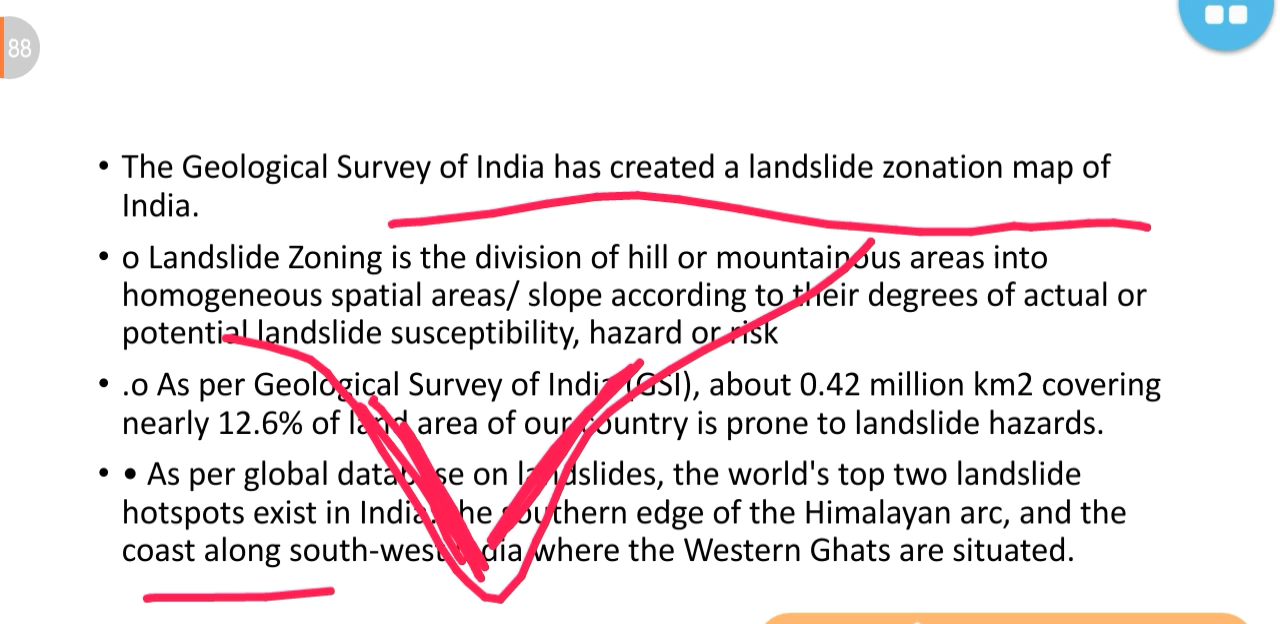 88
• The Geological Survey of India has created a landslide zonation map of
India.
• o Landslide Zoning is the division of hill or mountainous areas into
homogeneous spatial areas/ slope according to their degrees of actual or
potential landslide susceptibility, hazard or risk
• .o As per Geological Survey of India (GSI), about 0.42 million km2 covering
nearly 12.6% of land area of our country is prone to landslide hazards.
• • As per global database on landslides, the world's top two landslide
hotspots exist in India: the southern edge of the Himalayan arc, and the
coast along south-west India where the Western Ghats are situated.